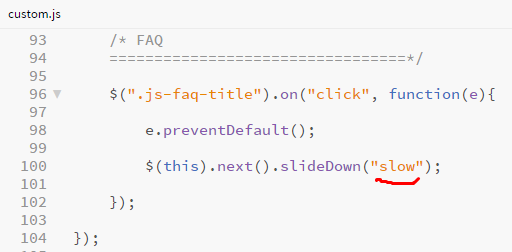 custom.js
93 /* FAQ
94 =================================*/
95
96 $(".js-faq-title").on("click", function(e){
97
98 e.preventDefault();
99
100 $(this).next().slideDown("slow");
101
102 });
103
104 });